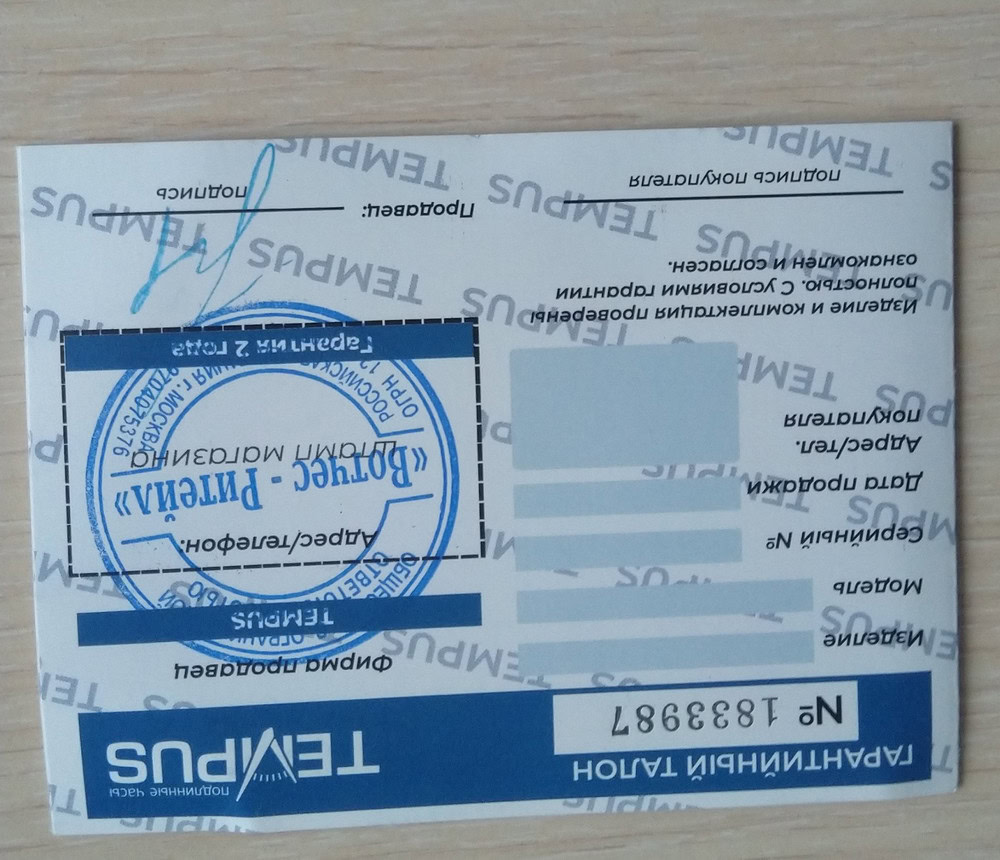 ГАРАНТИЙНЫЙ ТАЛОН
№ 1833987
TEMPUS
подлинные часы
Изделие
Модель
Серийный №
Дата продажи
Адрес/тел.
покупателя
Изделие и комплектация проверены
полностью. С условиями гарантии
ознакомлен и согласен.
подпись покупателя
Фирма продавец
TEMPUS
Адрес/телефон:
«Вотчес - Ритейл»
штамп магазина
г. МОСКВА
Гарантия 2 года
Продавец:
подпись